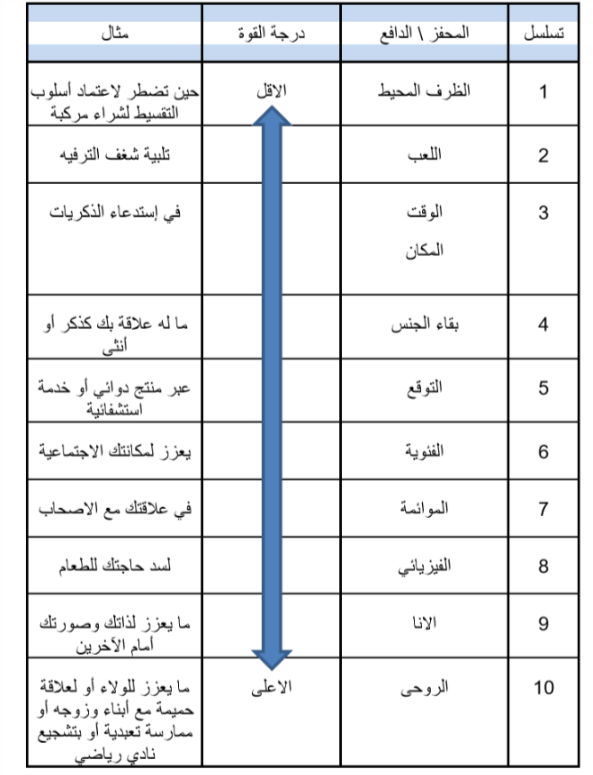 تسلسل المحفز \ الدافع درجة القوة مثال
1 الظرف المحيط الاقل حين تضطر لاعتماد أسلوب
التقسيط لشراء مركبة
2 اللعب تلبية شغف الترفيه
3 الوقت في إستدعاء الذكريات
المكان
4 بقاء الجنس ما له علاقة بك كذكر أو
أنثى
5 التوقع عبر منتج دوائي أو خدمة
استشفائية
6 الفئوية يعزز لمكانتك الاجتماعية
7 الموائمة في علاقتك مع الاصحاب
8 الفيزيائي لسد حاجتك للطعام
9 الانا ما يعزز لذاتك وصورتك
أمام الآخرين
10 الروحى الاعلى ما يعزز للولاء أو لعلاقة
حميمة مع أبناء وزوجه أو
ممارسة تعبدية أو بتشجيع
نادي رياضي